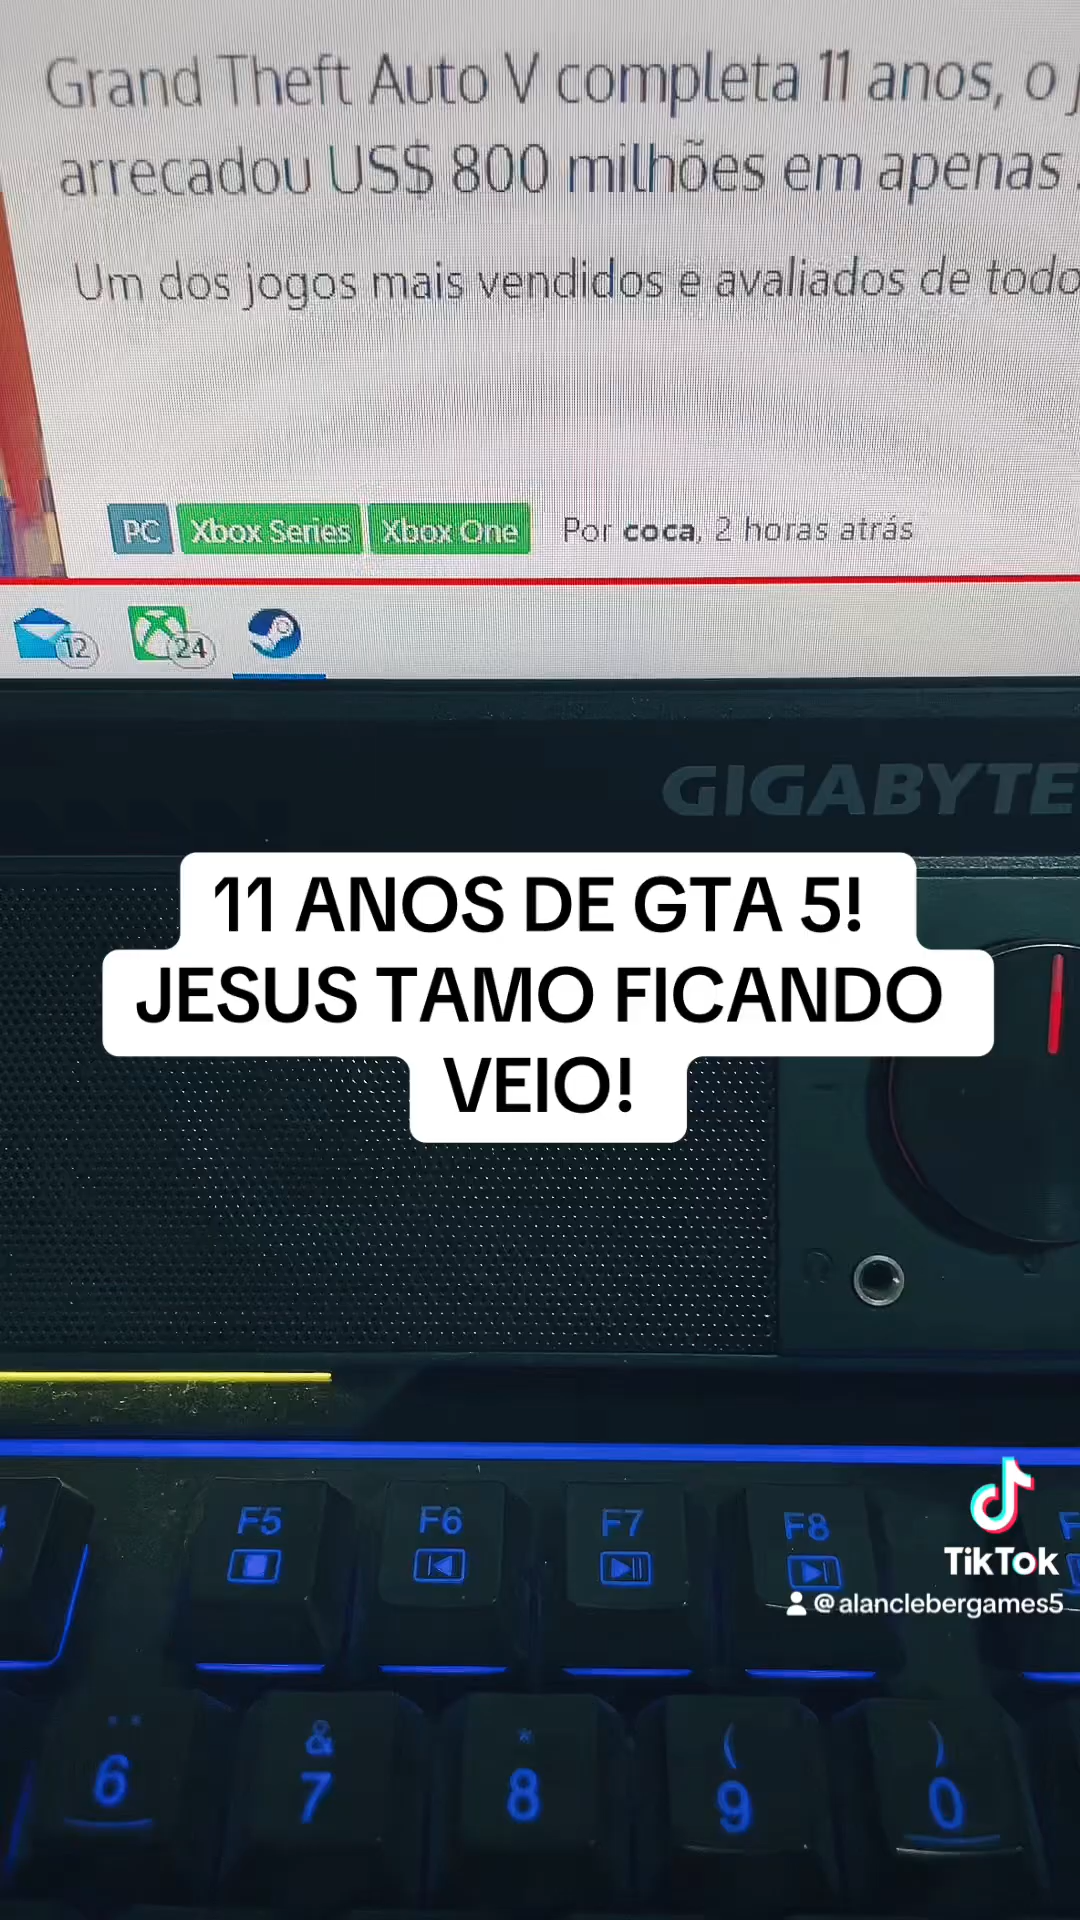 Grand Theft Auto V completa 11 anos, o
arrecadou US$ 800 milhões em apenas
Um dos jogos mais vendidos e avaliados de todo
PC Xbox Series Xbox One Por coca, 2 horas atrás
12 24
GIGABYTE
11 ANOS DE GTA 5!
JESUS TAMO FICANDO
VEIO!
F5 F6 F7 F8
TikTok
@alanclebergames5
& * ( )
6 7 8 9 0